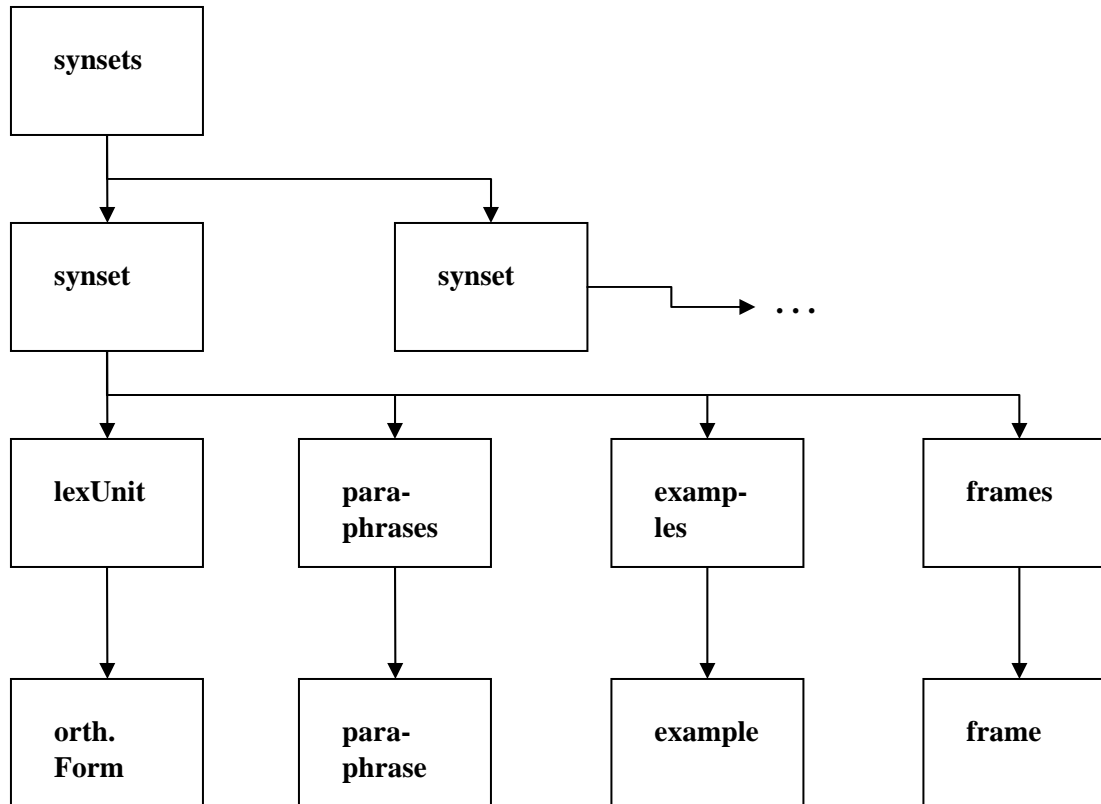 synsets
synset
synset
...
lexUnit
para-
phrases
examp-
les
frames
orth.
Form
para-
phrase
example
frame